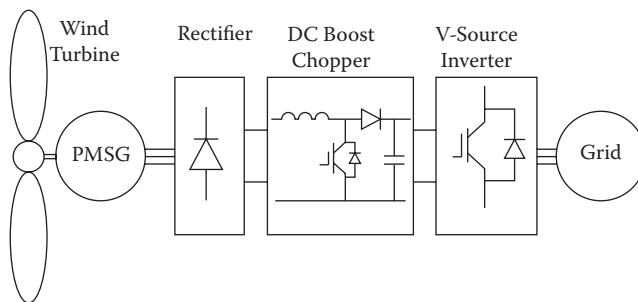 Wind
Turbine
Rectifier
DC Boost
Chopper
V-Source
Inverter
PMSG
Grid